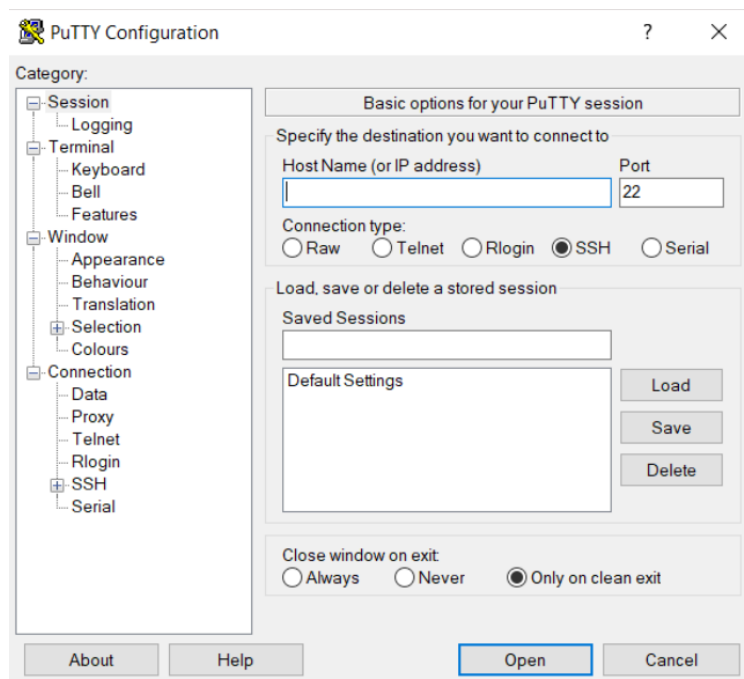 PuTTY Configuration
?
Category:
Session
Logging
Terminal
Keyboard
Bell
Features
Window
Appearance
Behaviour
Translation
Selection
Colours
Connection
Data
Proxy
Telnet
Rlogin
SSH
Serial
Basic options for your PuTTY session
Specify the destination you want to connect to
Host Name (or IP address) Port
22
Connection type:
Raw Telnet Rlogin SSH Serial
Load, save or delete a stored session
Saved Sessions
Default Settings
Load
Save
Delete
Close window on exit:
Always Never Only on clean exit
About Help Open Cancel